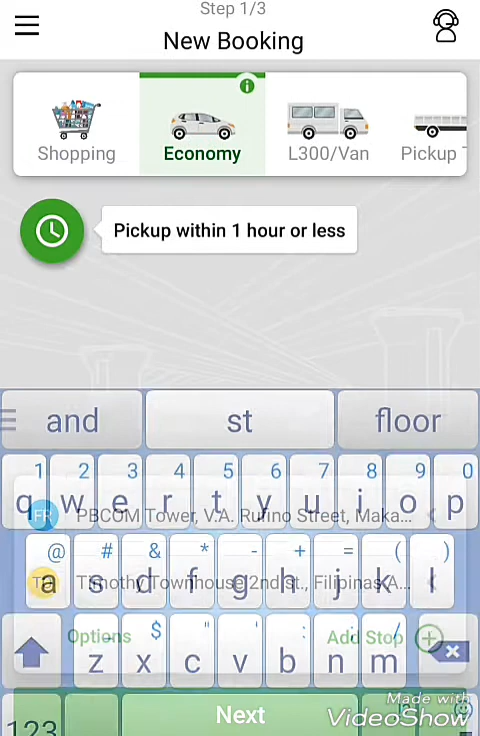 Step 1/3
New Booking
Shopping
Economy
L300/Van
Pickup
Pickup within 1 hour or less
and st floor
1 2 3 4 5 6 7 8 9 0
q w e r t y u i o p
FR PBCOM Tower, V.A. Rufino Street, Maka...
@ # & * - + = ( )
a s d f g h j k l
Timothy Townhouse 2nd st., Filipinas A...
Options Add Stop
_ $ " ' : ; /
z x c v b n m
Made with
VideoShow
Next
123